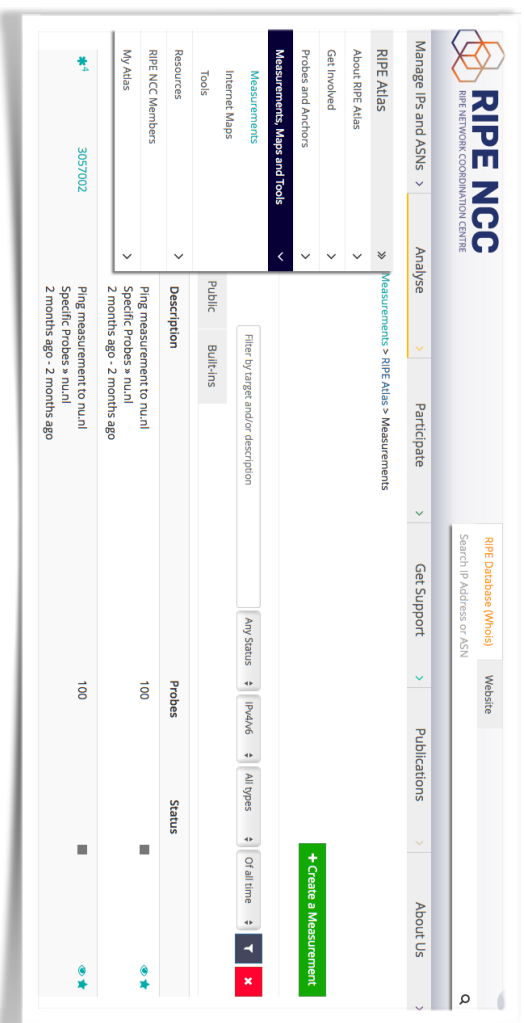 RIPE NCC
RIPE NETWORK COORDINATION CENTRE
RIPE Database (Whois)
Website
Search IP Address or ASN
Manage IPs and ASNs
Analyse
Participate
Get Support
Publications
About Us
RIPE Atlas
About RIPE Atlas
Get Involved
Probes and Anchors
Measurements, Maps and Tools
Measurements
Internet Maps
Tools
Resources
RIPE NCC Members
My Atlas
Measurements > RIPE Atlas > Measurements
+ Create a Measurement
Filter by target and/or description
Any Status
IPv4/v6
All types
Of all time
Public
Built-ins
Description
Probes
Status
Ping measurement to nu.nl
Specific Probes » nu.nl
2 months ago - 2 months ago
100
4
3057002
Ping measurement to nu.nl
Specific Probes » nu.nl
2 months ago - 2 months ago
100